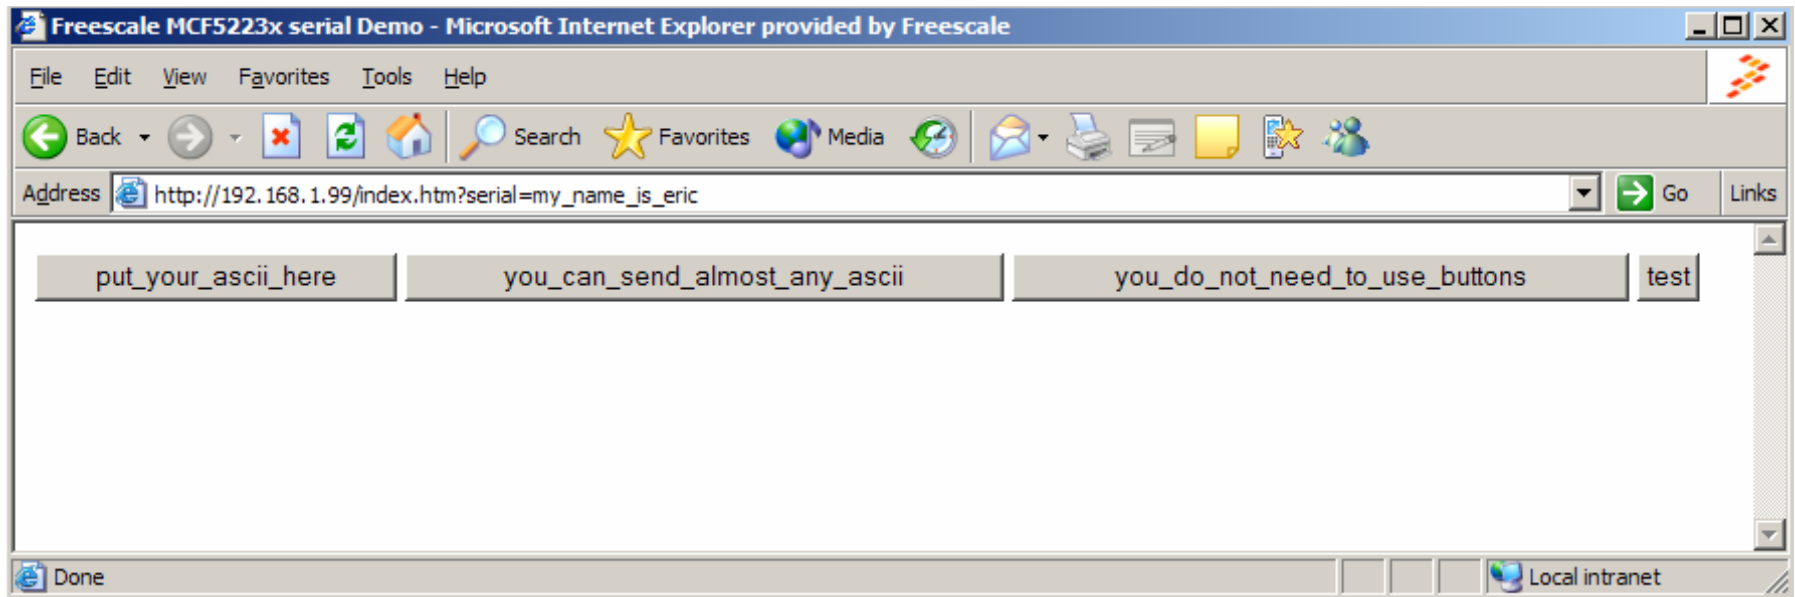 Freescale MCF5223x serial Demo - Microsoft Internet Explorer provided by Freescale
File Edit View Favorites Tools Help
Back Search Favorites Media
Address http://192.168.1.99/index.htm?serial=my_name_is_eric Go Links
put_your_ascii_here you_can_send_almost_any_ascii you_do_not_need_to_use_buttons test
Done Local intranet